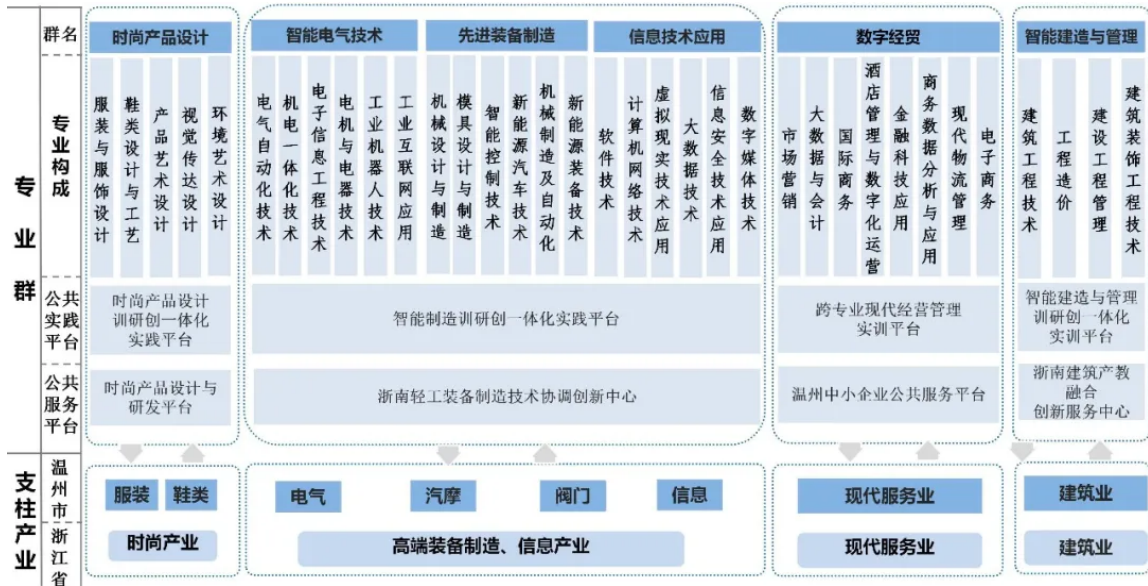 专业群
群名
时尚产品设计
智能电气技术
先进装备制造
信息技术应用
数字经贸
智能建造与管理
专业构成
服装与服饰设计
鞋类设计与工艺
产品艺术设计
视觉传达设计
环境艺术设计
电气自动化技术
机电一体化技术
电子信息工程技术
电机与电器技术
工业机器人技术
工业互联网应用
机械设计与制造
模具设计与制造
智能控制技术
新能源汽车技术
机械制造及自动化
新能源装备技术
软件技术
计算机网络技术
虚拟现实技术应用
大数据技术
信息安全技术应用
数字媒体技术
市场营销
大数据与会计
国际商务
酒店管理与数字化运营
金融科技应用
商务数据分析与应用
现代物流管理
电子商务
建筑工程技术
工程造价
建设工程管理
建筑装饰工程技术
公共
实践
平台
时尚产品设计
训研创一体化
实践平台
智能制造训研创一体化实践平台
跨专业现代经营管理
实训平台
智能建造与管理
训研创一体化
实训平台
公共
服务
平台
时尚产品设计与
研发平台
浙南轻工装备制造技术协调创新中心
温州中小企业公共服务平台
浙南建筑产教
融合
创新服务中心
支柱产业
温州市
服装
鞋类
电气
汽摩
阀门
信息
现代服务业
建筑业
浙江省
时尚产业
高端装备制造、信息产业
现代服务业
建筑业